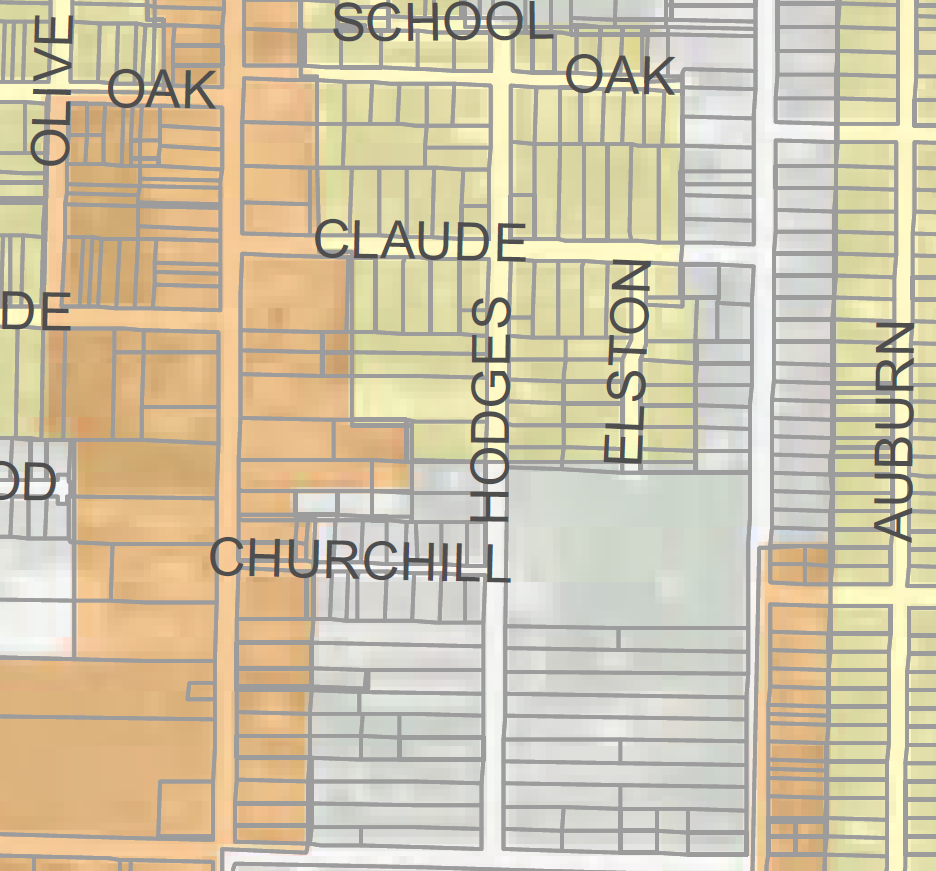 SCHOOL
OLIVE
OAK
OAK
CLAUDE
DE
ELSTON
HODGES
AUBURN
OD
CHURCHILL